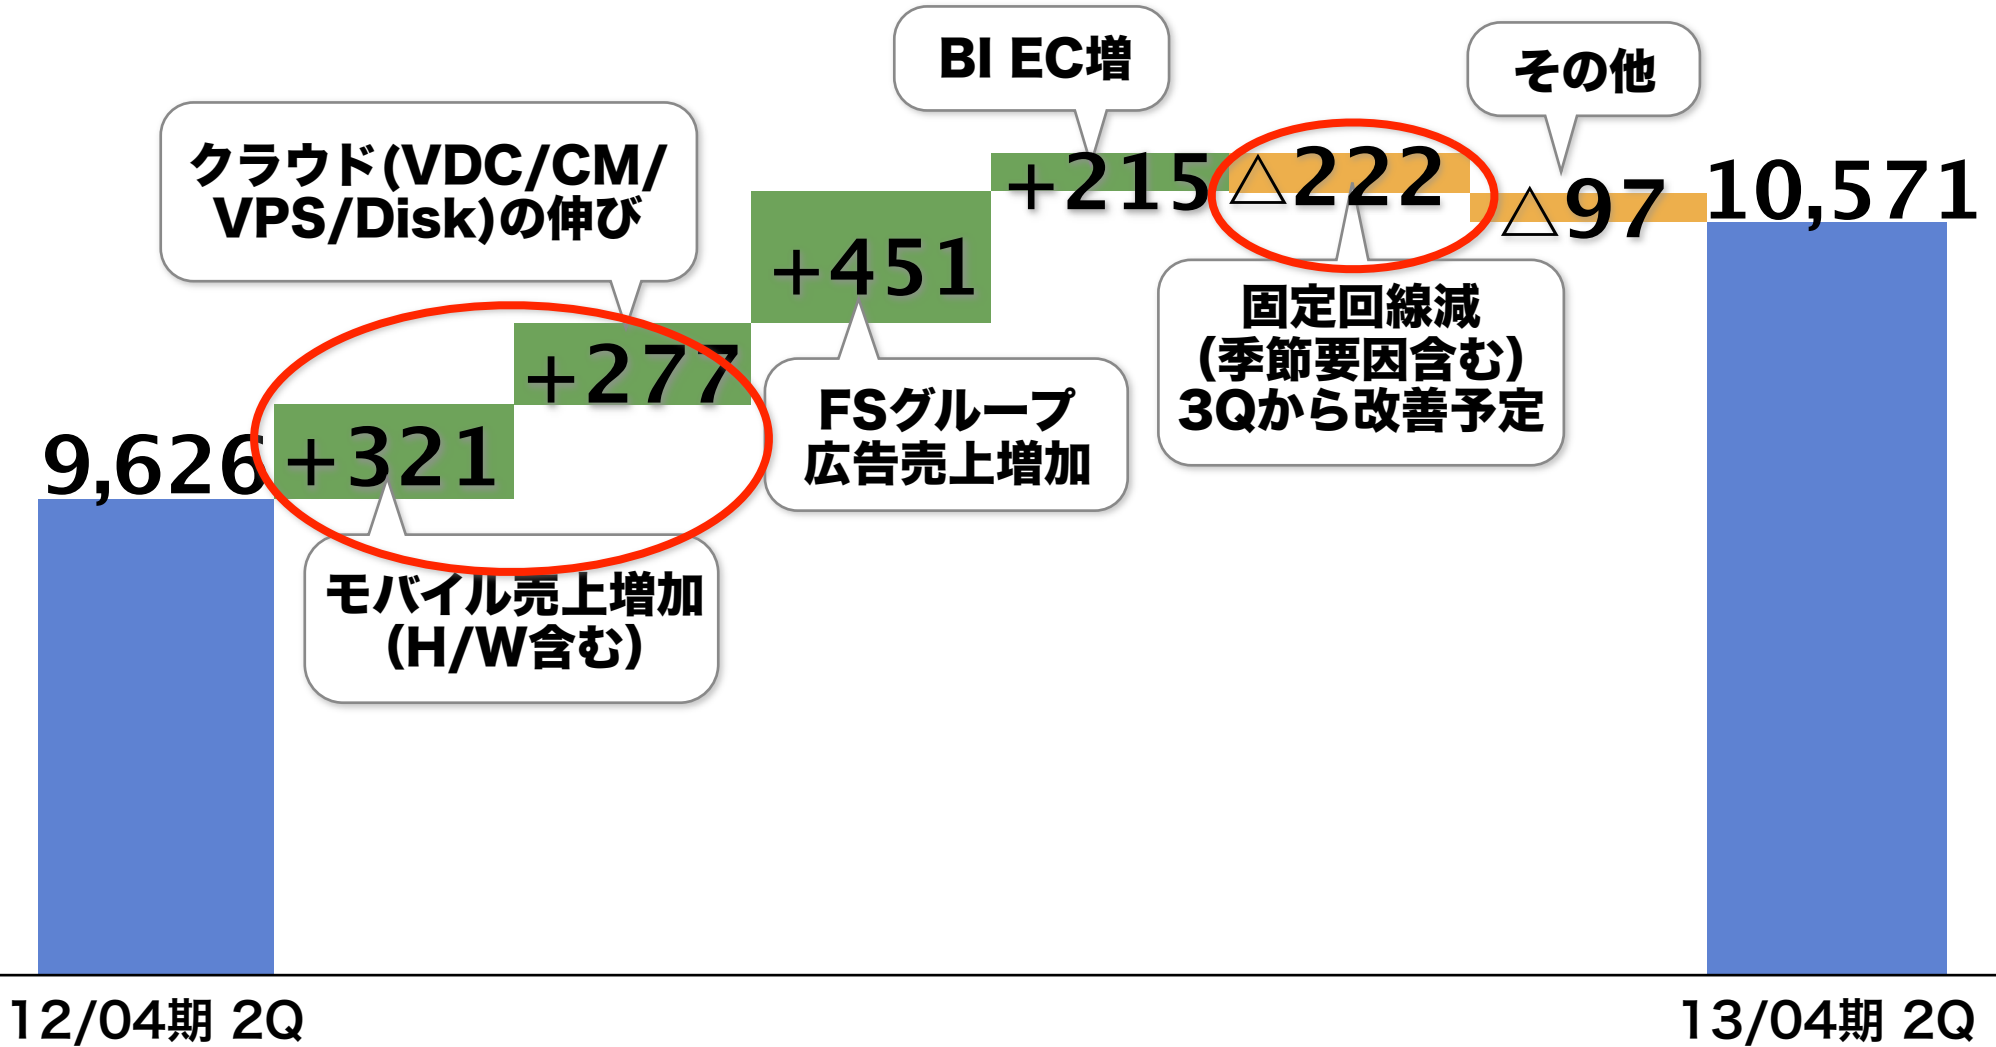 BI EC増
その他
クラウド(VDC/CM/
VPS/Disk)の伸び
9,626
+321
+277
+451
+215
△222
△97
10,571
モバイル売上増加
(H/W含む)
FSグループ
広告売上増加
固定回線減
(季節要因含む)
3Qから改善予定
12/04期 2Q
13/04期 2Q